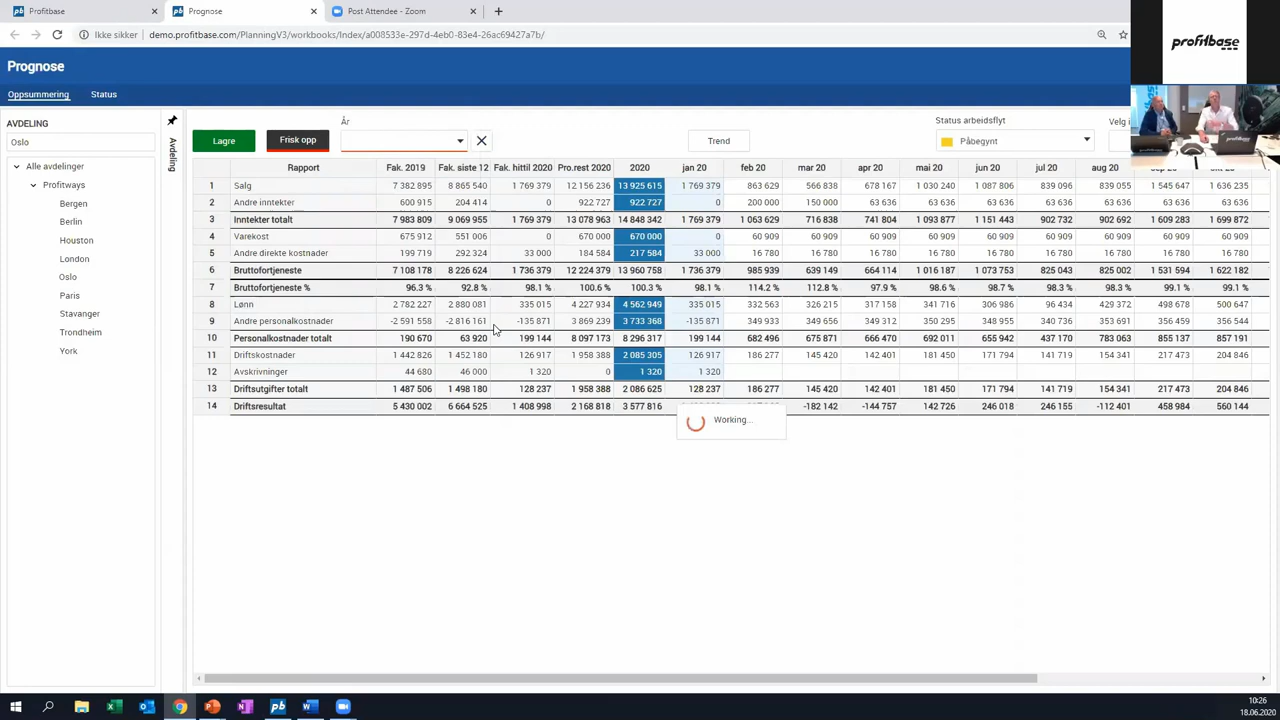 Profitbase × Prognose × Post Attendee - Zoom × +
Ikke sikker | demo.profitbase.com/PlanningV3/workbooks/Index/a008533e-297d-4eb0-83e4-26ac69427a7b/
profitbase
Prognose
Oppsummering Status
AVDELING
Oslo
Alle avdelinger
Profitways
Bergen
Berlin
Houston
London
Oslo
Paris
Stavanger
Trondheim
York
Avdeling
År
Status arbeidsflyt
Velg i
Lagre Frisk opp Trend Påbegynt
Rapport Fak. 2019 Fak. siste 12 Fak. hittil 2020 Pro.rest 2020 2020 jan 20 feb 20 mar 20 apr 20 mai 20 jun 20 jul 20 aug 20
1 Salg 7 382 895 8 865 540 1 769 379 12 156 236 13 925 615 1 769 379 863 629 566 838 678 167 1 030 240 1 087 806 839 096 839 055 1 545 647 1 636 235
2 Andre inntekter 600 915 204 414 0 922 727 922 727 0 200 000 150 000 63 636 63 636 63 636 63 636 63 636 63 636 63 636
3 Inntekter totalt 7 983 809 9 069 955 1 769 379 13 078 963 14 848 342 1 769 379 1 063 629 716 838 741 804 1 093 877 1 151 443 902 732 902 692 1 609 283 1 699 872
4 Varekost 675 912 551 006 0 670 000 670 000 0 60 909 60 909 60 909 60 909 60 909 60 909 60 909 60 909 60 909
5 Andre direkte kostnader 199 719 292 324 33 000 184 584 217 584 33 000 16 780 16 780 16 780 16 780 16 780 16 780 16 780 16 780 16 780
6 Bruttofortjeneste 7 108 178 8 226 624 1 736 379 12 224 379 13 960 758 1 736 379 985 939 639 149 664 114 1 016 187 1 073 753 825 043 825 002 1 531 594 1 622 182
7 Bruttofortjeneste % 96.3 % 92.8 % 98.1 % 100.6 % 100.3 % 98.1 % 114.2 % 112.8 % 97.9 % 98.6 % 98.7 % 98.3 % 98.3 % 99.1 % 99.1 %
8 Lønn 2 782 227 2 880 081 335 015 4 227 934 4 562 949 335 015 332 563 326 215 317 158 341 716 306 986 96 434 429 372 498 678 500 647
9 Andre personalkostnader -2 591 558 -2 816 161 -135 871 3 869 239 3 733 368 -135 871 349 933 349 656 349 312 350 295 348 955 340 736 353 691 356 459 356 544
10 Personalkostnader totalt 190 670 63 920 199 144 8 097 173 8 296 317 199 144 682 496 675 871 666 470 692 011 655 942 437 170 783 063 855 137 857 191
11 Driftskostnader 1 442 826 1 452 180 126 917 1 958 388 2 085 305 126 917 186 277 145 420 142 401 181 450 171 794 141 719 154 341 217 473 204 846
12 Avskrivninger 44 680 46 000 1 320 0 1 320 1 320
13 Driftsutgifter totalt 1 487 506 1 498 180 128 237 1 958 388 2 086 625 128 237 186 277 145 420 142 401 181 450 171 794 141 719 154 341 217 473 204 846
14 Driftsresultat 5 430 002 6 664 525 1 408 998 2 168 818 3 577 816 -182 142 -144 757 142 726 246 018 246 155 -112 401 458 984 560 144
Working...
10:26
18.06.2020